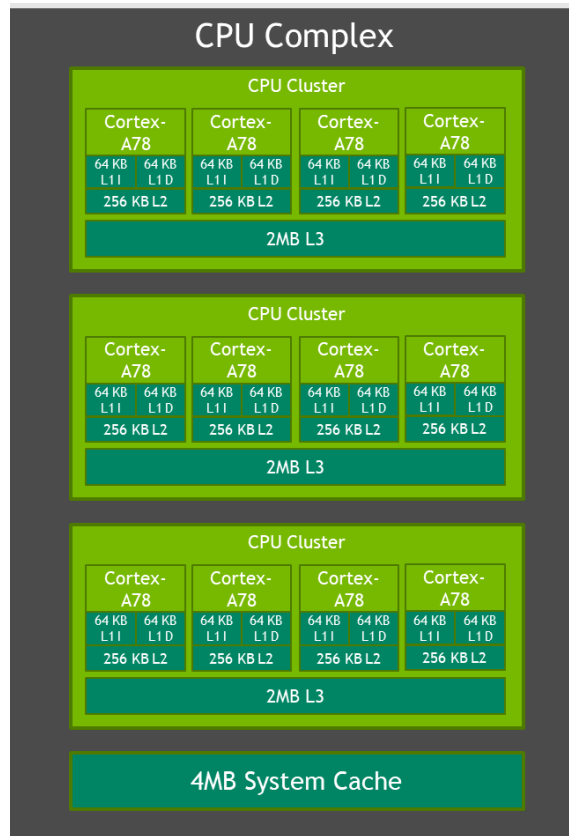 CPU Complex
CPU Cluster
Cortex- Cortex- Cortex- Cortex-
A78 A78 A78 A78
64 KB 64 KB 64 KB 64 KB 64 KB 64 KB 64 KB 64 KB
L1 I L1 D L1 I L1 D L1 I L1 D L1 I L1 D
256 KB L2 256 KB L2 256 KB L2 256 KB L2
2MB L3
CPU Cluster
Cortex- Cortex- Cortex- Cortex-
A78 A78 A78 A78
64 KB 64 KB 64 KB 64 KB 64 KB 64 KB 64 KB 64 KB
L1 I L1 D L1 I L1 D L1 I L1 D L1 I L1 D
256 KB L2 256 KB L2 256 KB L2 256 KB L2
2MB L3
CPU Cluster
Cortex- Cortex- Cortex- Cortex-
A78 A78 A78 A78
64 KB 64 KB 64 KB 64 KB 64 KB 64 KB 64 KB 64 KB
L1 I L1 D L1 I L1 D L1 I L1 D L1 I L1 D
256 KB L2 256 KB L2 256 KB L2 256 KB L2
2MB L3
4MB System Cache